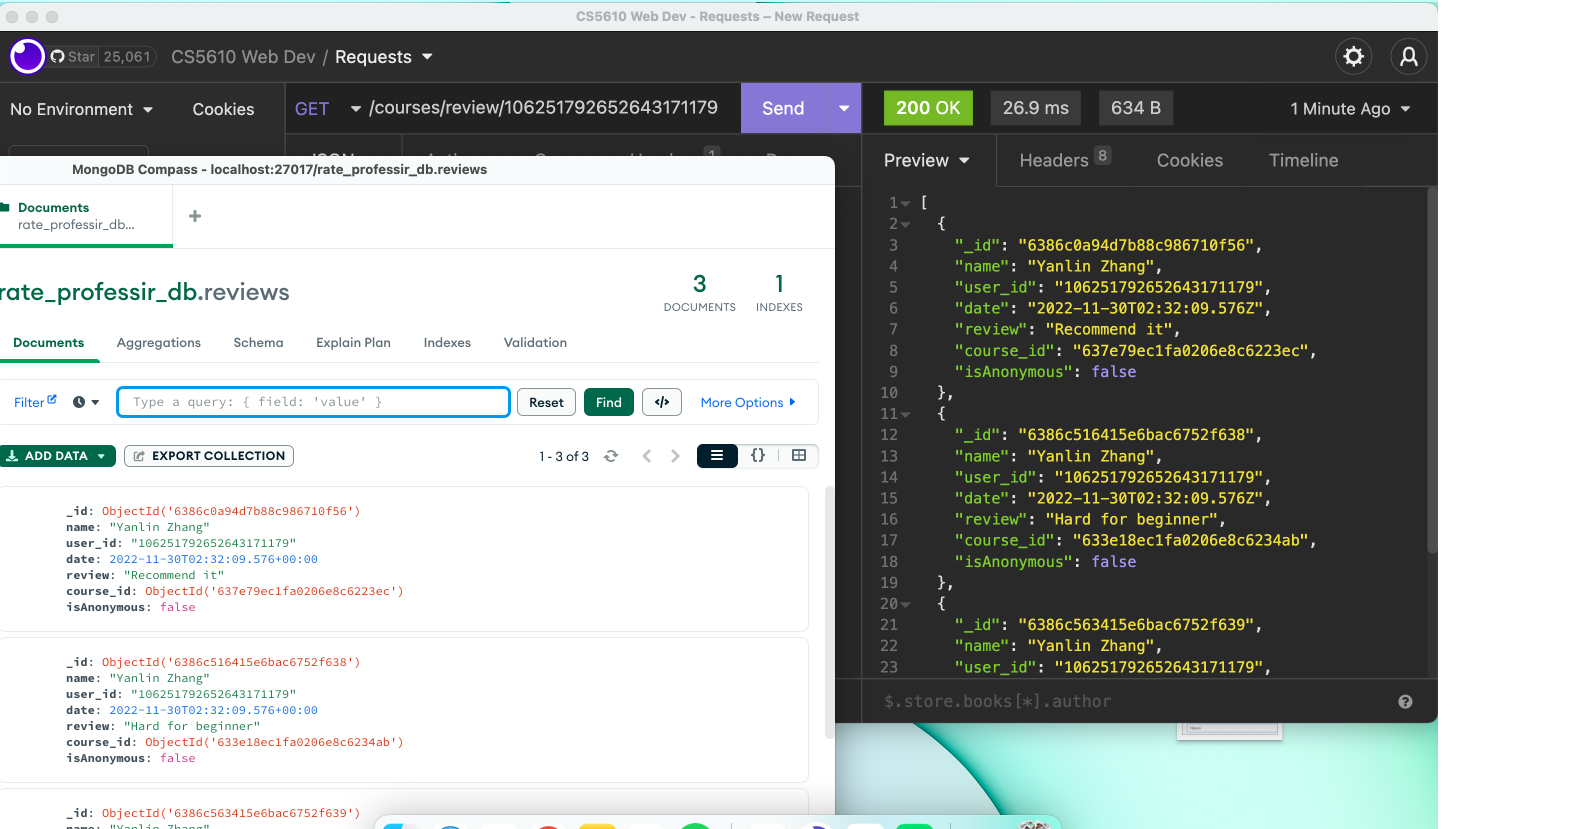 CS5610 Web Dev - Requests – New Request
Star 25,061
CS5610 Web Dev / Requests
No Environment
Cookies
GET
/courses/review/106251792652643171179
Send
200 OK
26.9 ms
634 B
1 Minute Ago
Preview
Headers 8
Cookies
Timeline
MongoDB Compass - localhost:27017/rate_professir_db.reviews
Documents
rate_professir_db...
+
rate_professir_db.reviews
3
DOCUMENTS
1
INDEXES
Documents
Aggregations
Schema
Explain Plan
Indexes
Validation
Filter
Type a query: { field: 'value' }
Reset
Find
</>
More Options
ADD DATA
EXPORT COLLECTION
1 - 3 of 3
{}
_id: ObjectId('6386c0a94d7b88c986710f56')
name: "Yanlin Zhang"
user_id: "106251792652643171179"
date: 2022-11-30T02:32:09.576+00:00
review: "Recommend it"
course_id: ObjectId('637e79ec1fa0206e8c6223ec')
isAnonymous: false
_id: ObjectId('6386c516415e6bac6752f638')
name: "Yanlin Zhang"
user_id: "106251792652643171179"
date: 2022-11-30T02:32:09.576+00:00
review: "Hard for beginner"
course_id: ObjectId('633e18ec1fa0206e8c6234ab')
isAnonymous: false
_id: ObjectId('6386c563415e6bac6752f639')
name: "Yanlin Zhang"
1 [
2 {
3 "_id": "6386c0a94d7b88c986710f56",
4 "name": "Yanlin Zhang",
5 "user_id": "106251792652643171179",
6 "date": "2022-11-30T02:32:09.576Z",
7 "review": "Recommend it",
8 "course_id": "637e79ec1fa0206e8c6223ec",
9 "isAnonymous": false
10 },
11 {
12 "_id": "6386c516415e6bac6752f638",
13 "name": "Yanlin Zhang",
14 "user_id": "106251792652643171179",
15 "date": "2022-11-30T02:32:09.576Z",
16 "review": "Hard for beginner",
17 "course_id": "633e18ec1fa0206e8c6234ab",
18 "isAnonymous": false
19 },
20 {
21 "_id": "6386c563415e6bac6752f639",
22 "name": "Yanlin Zhang",
23 "user_id": "106251792652643171179",
$.store.books[*].author